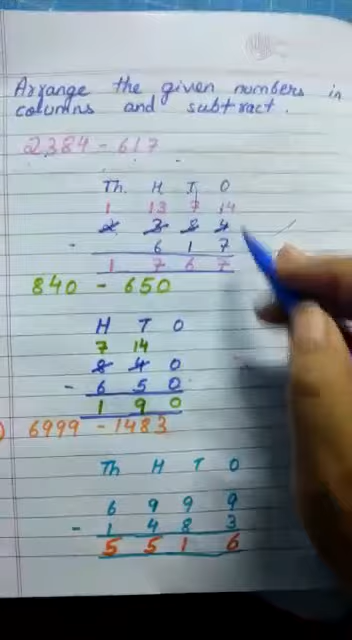 Arrange the given numbers in
columns and subtract.
2,384 - 617
Th H T O
1 13 7 14
2 3 8 4
- 6 1 7
1 7 6 7
840 - 650
H T O
7 14
8 4 0
- 6 5 0
1 9 0
6999 - 1483
Th H T O
6 9 9 9
- 1 4 8 3
5 5 1 6